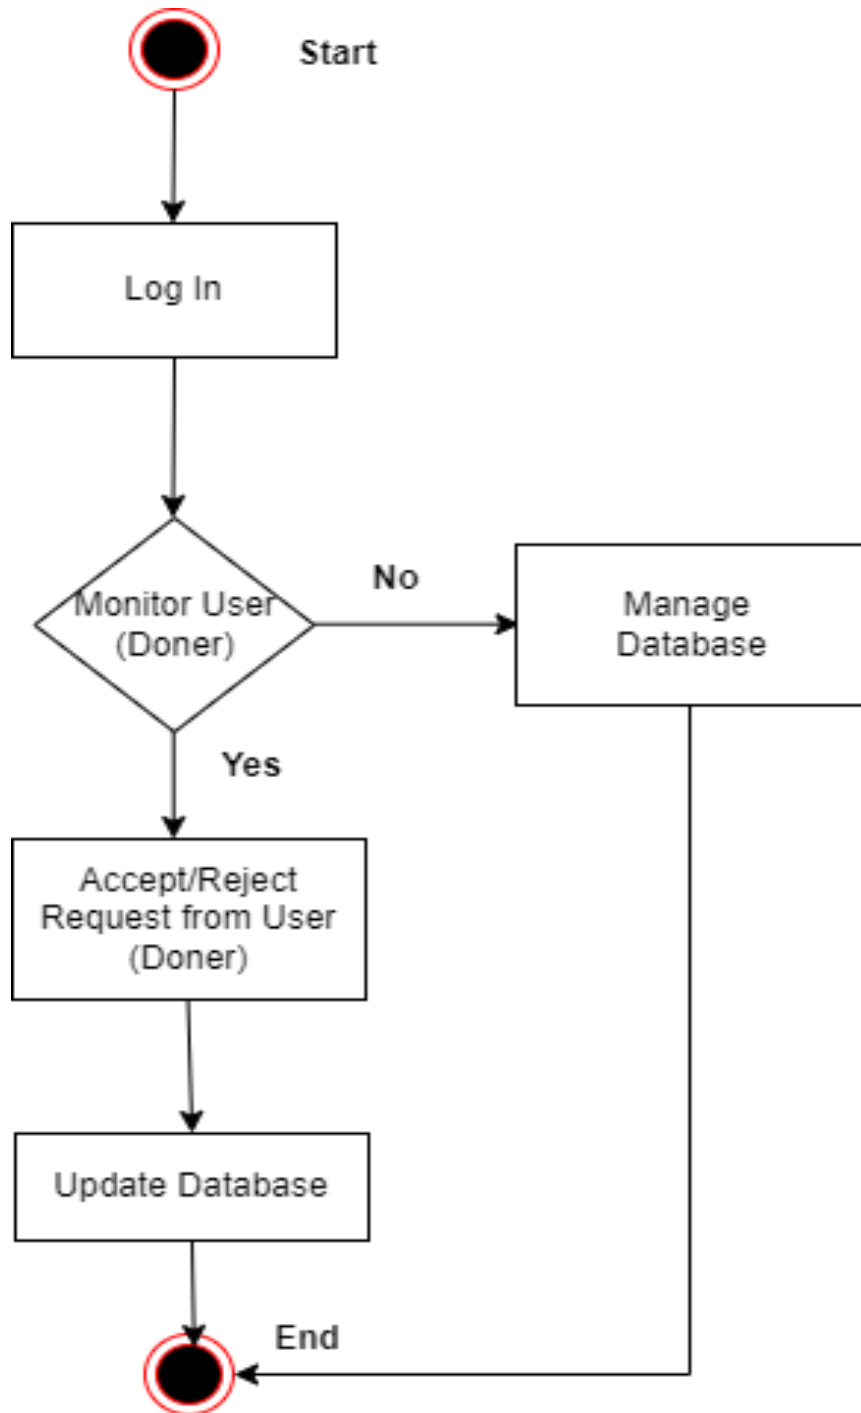 Start
Log In
Monitor User
(Doner)
No
Manage
Database
Yes
Accept/Reject
Request from User
(Doner)
Update Database
End